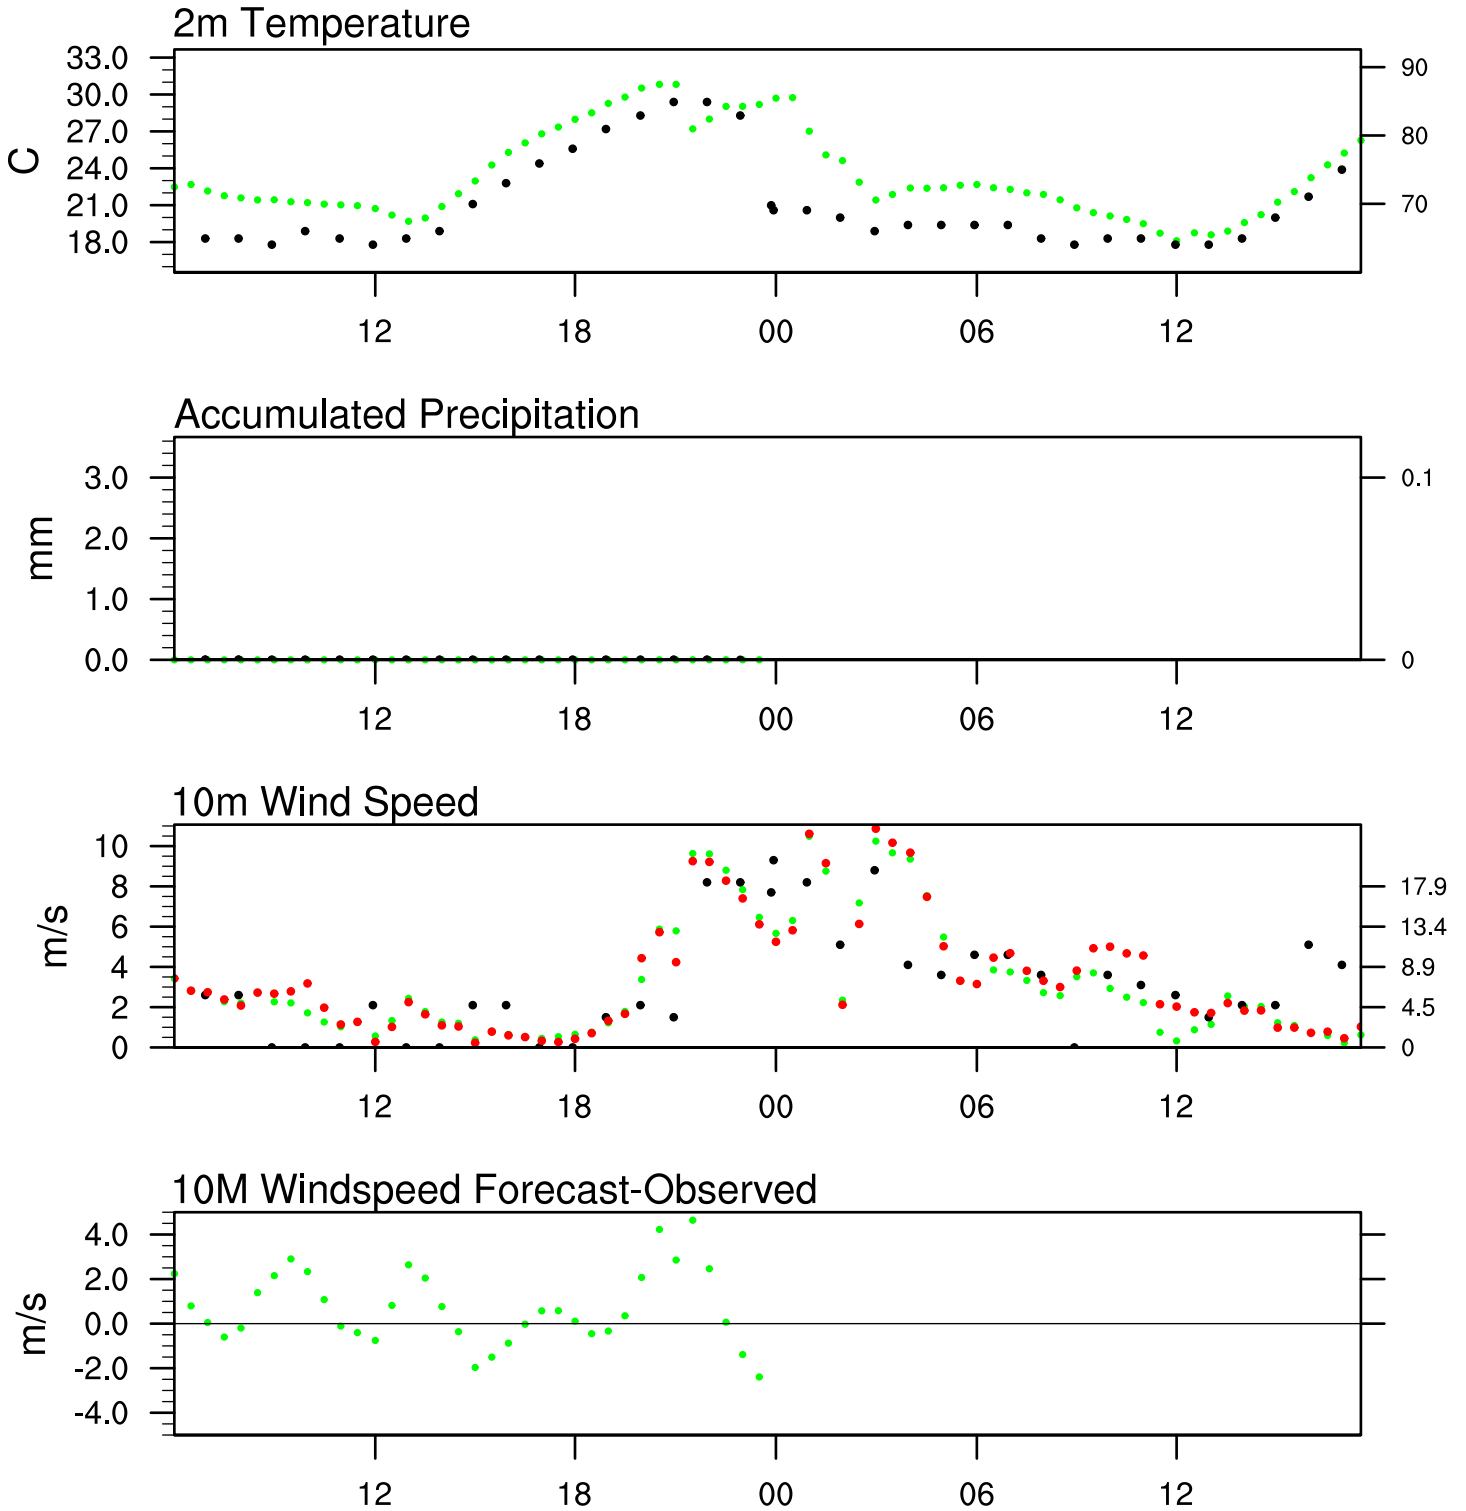 2m Temperature
33.0
30.0
27.0
24.0
21.0
18.0
C
90
80
70
12 18 00 06 12
Accumulated Precipitation
3.0
2.0
1.0
0.0
mm
0.1
0
12 18 00 06 12
10m Wind Speed
10
8
6
4
2
0
m/s
17.9
13.4
8.9
4.5
0
12 18 00 06 12
10M Windspeed Forecast-Observed
4.0
2.0
0.0
-2.0
-4.0
m/s
12 18 00 06 12